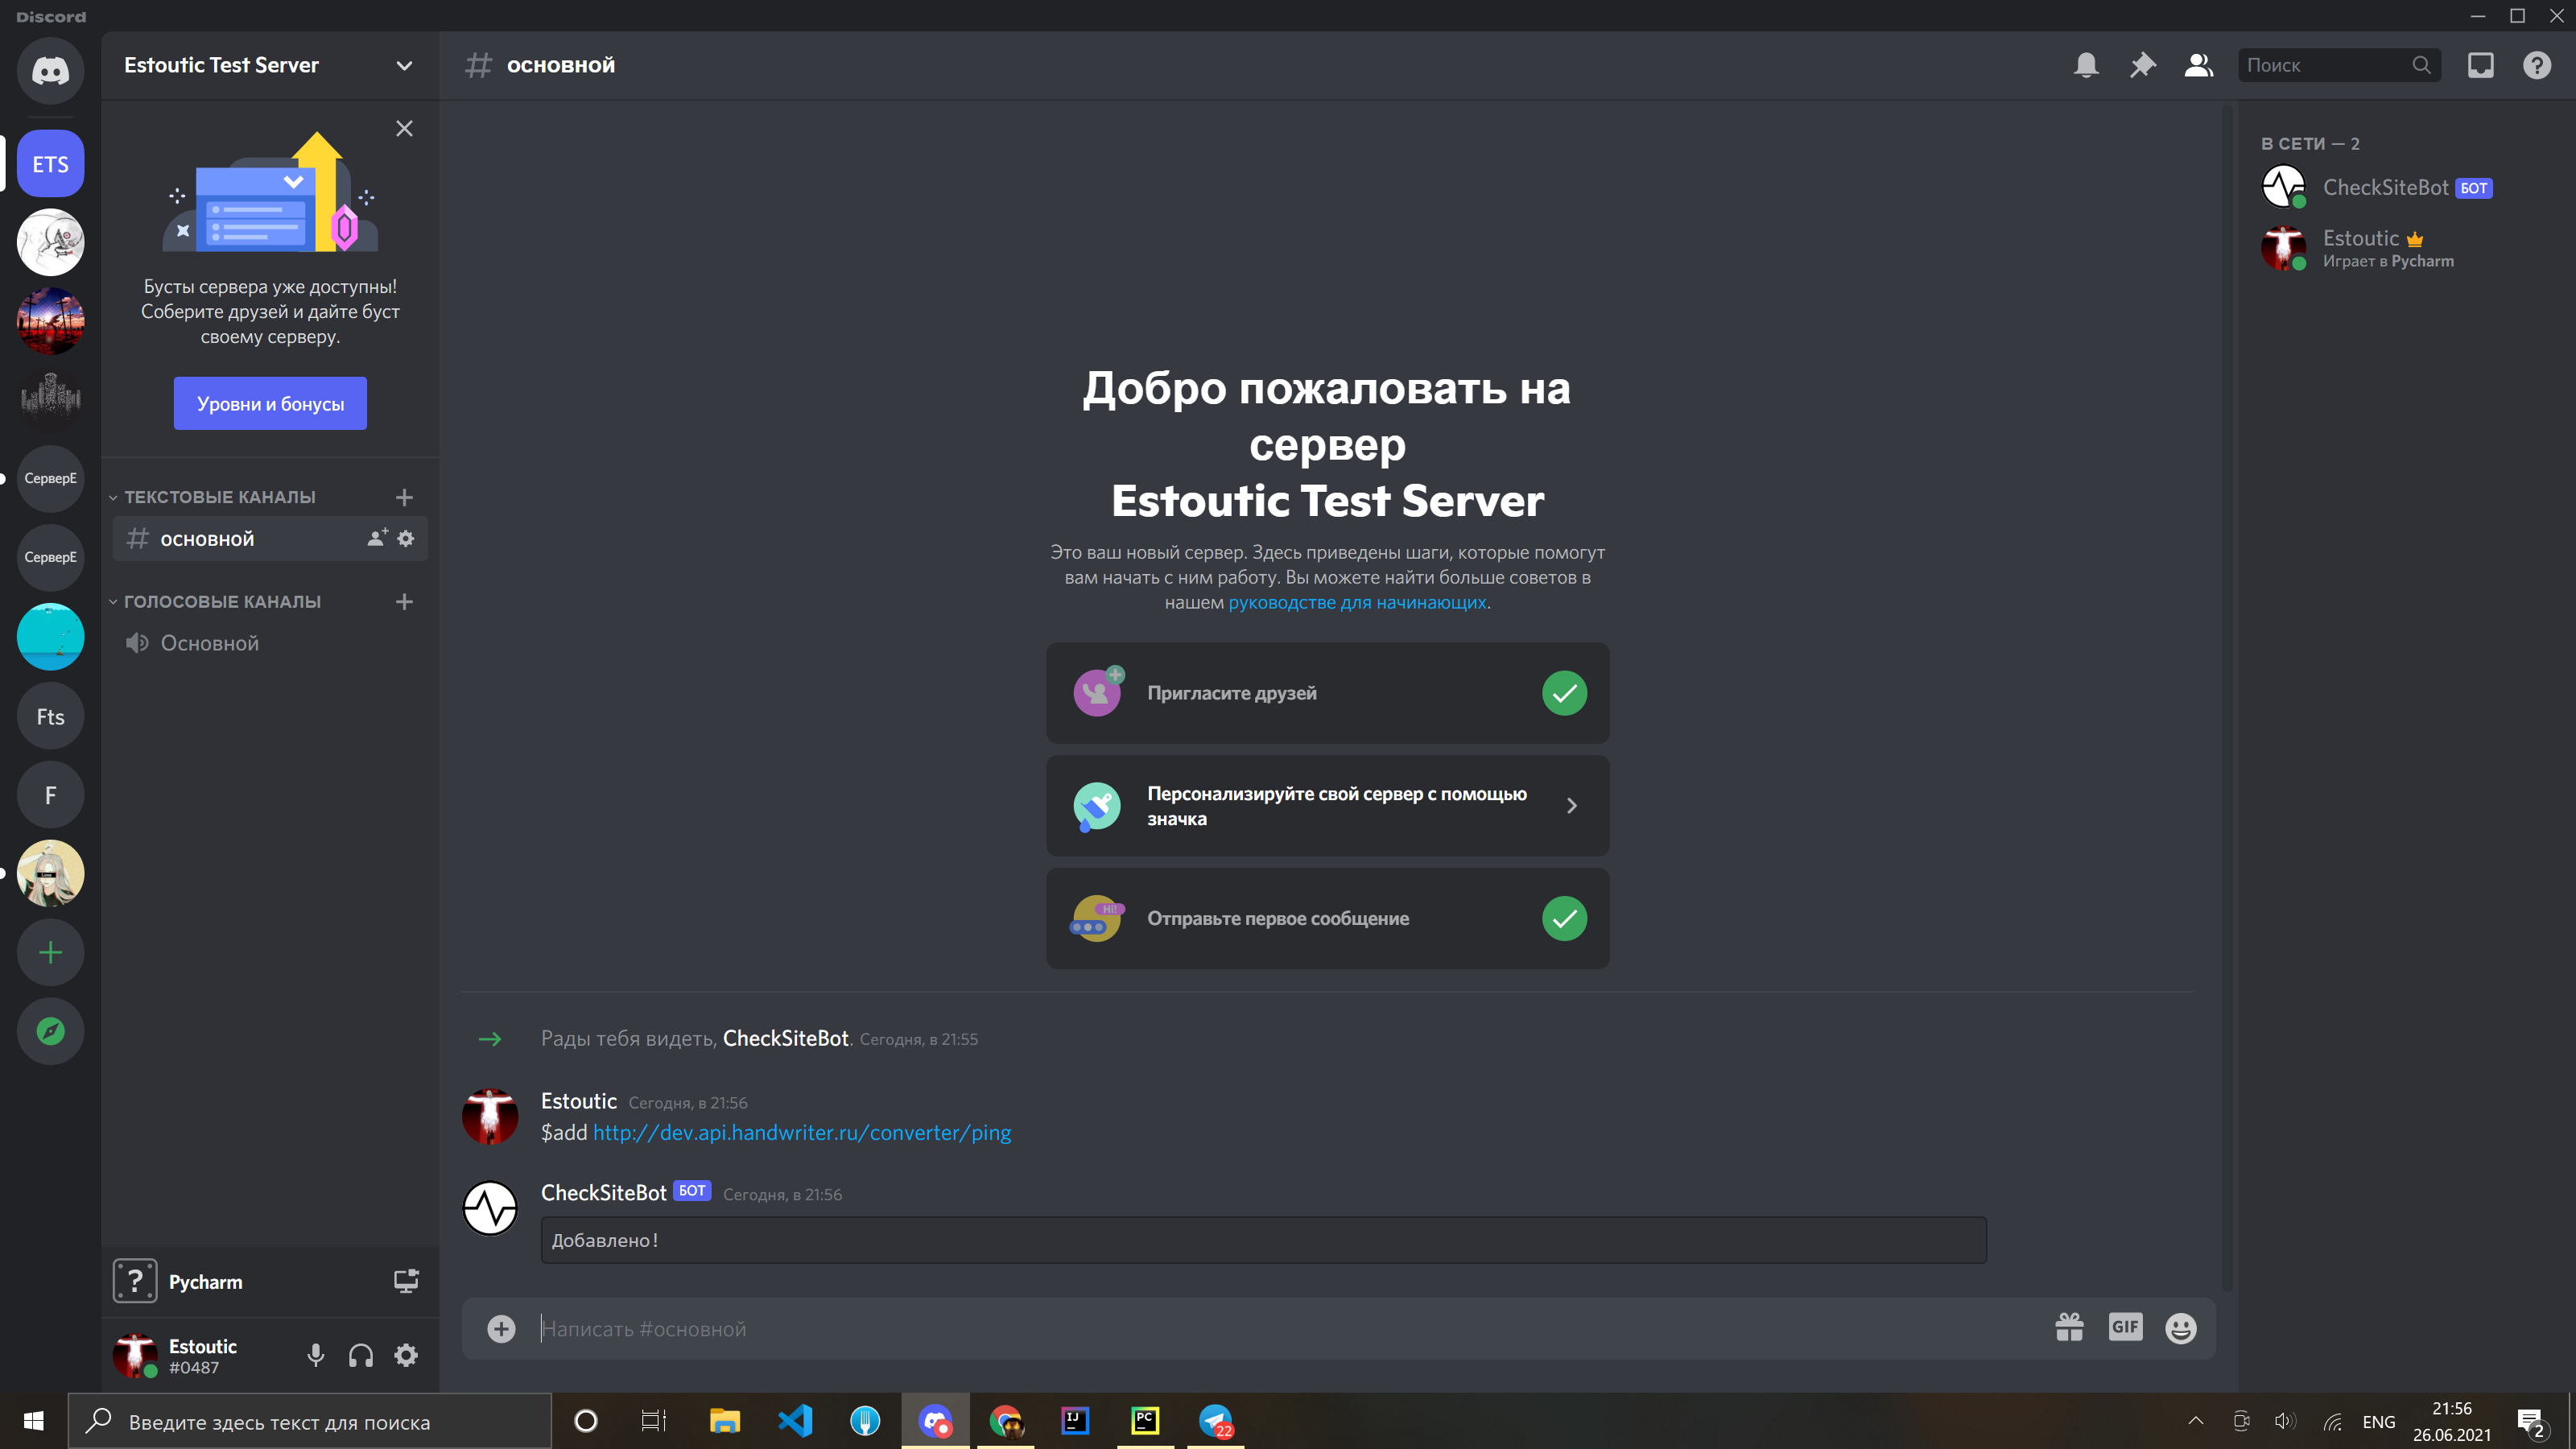 Discord
Estoutic Test Server
основной
Поиск
ETS
СерверЕ
СерверЕ
Fts
F
Бусты сервера уже доступны!
Соберите друзей и дайте буст
своему серверу.
Уровни и бонусы
ТЕКСТОВЫЕ КАНАЛЫ
основной
ГОЛОСОВЫЕ КАНАЛЫ
Основной
? Pycharm
Estoutic
#0487
Добро пожаловать на
сервер
Estoutic Test Server
Это ваш новый сервер. Здесь приведены шаги, которые помогут
вам начать с ним работу. Вы можете найти больше советов в
нашем руководстве для начинающих.
Пригласите друзей
Персонализируйте свой сервер с помощью
значка
Hi!
Отправьте первое сообщение
Рады тебя видеть, CheckSiteBot. Сегодня, в 21:55
Estoutic Сегодня, в 21:56
$add http://dev.api.handwriter.ru/converter/ping
CheckSiteBot БОТ Сегодня, в 21:56
Добавлено!
Написать #основной
GIF
В СЕТИ — 2
CheckSiteBot БОТ
Estoutic
Играет в Pycharm
Введите здесь текст для поиска
IJ
PC
22
ENG
21:56
26.06.2021
2